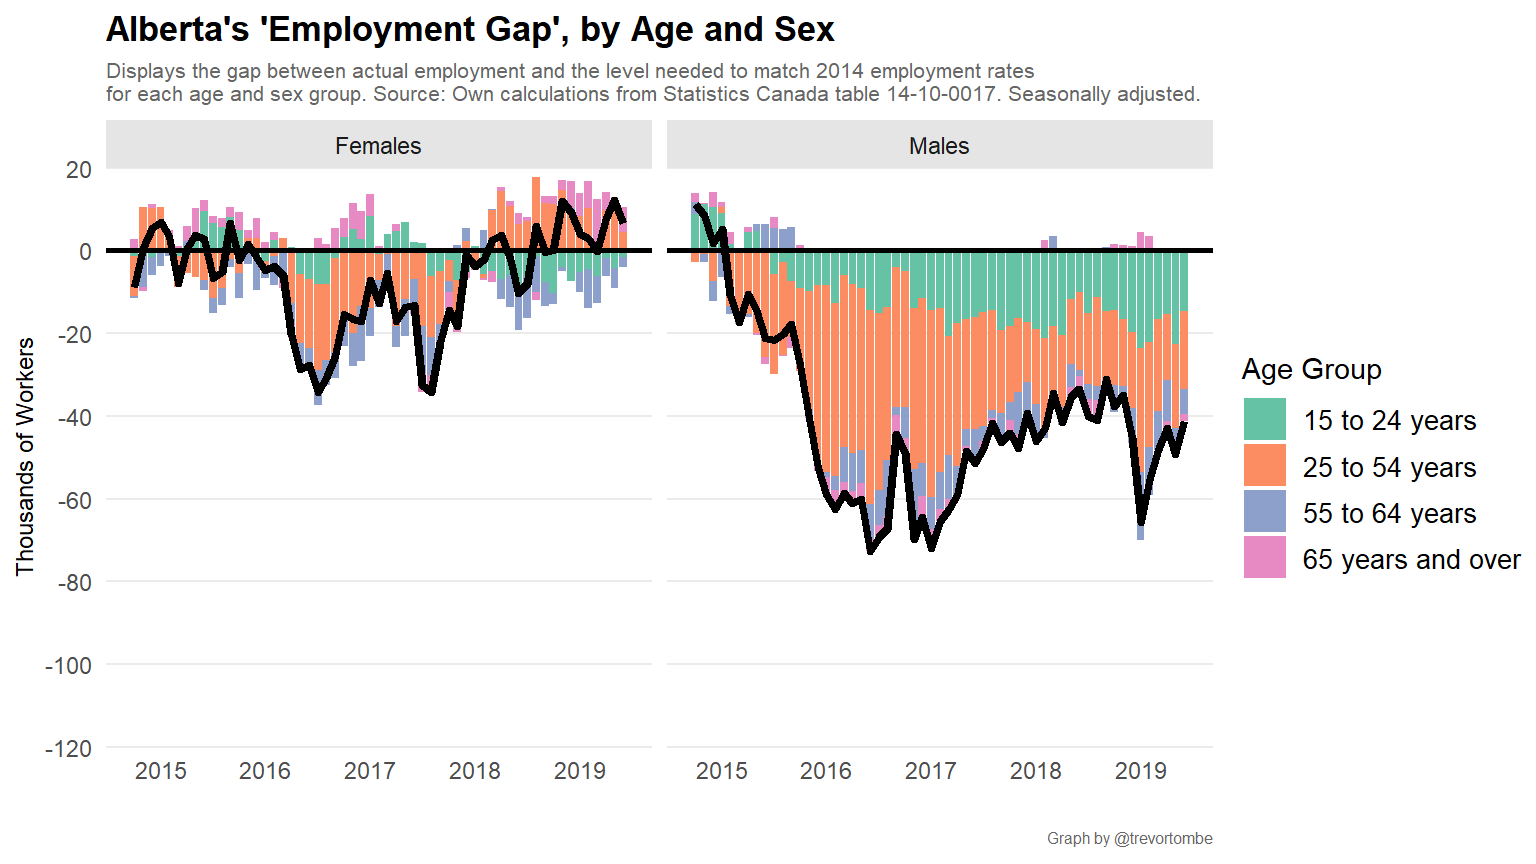 Alberta's 'Employment Gap', by Age and Sex
Displays the gap between actual employment and the level needed to match 2014 employment rates
for each age and sex group. Source: Own calculations from Statistics Canada table 14-10-0017. Seasonally adjusted.
Females
Males
20
0
-20
-40
-60
-80
-100
-120
Thousands of Workers
2015 2016 2017 2018 2019
2015 2016 2017 2018 2019
Age Group
15 to 24 years
25 to 54 years
55 to 64 years
65 years and over
Graph by @trevortombe